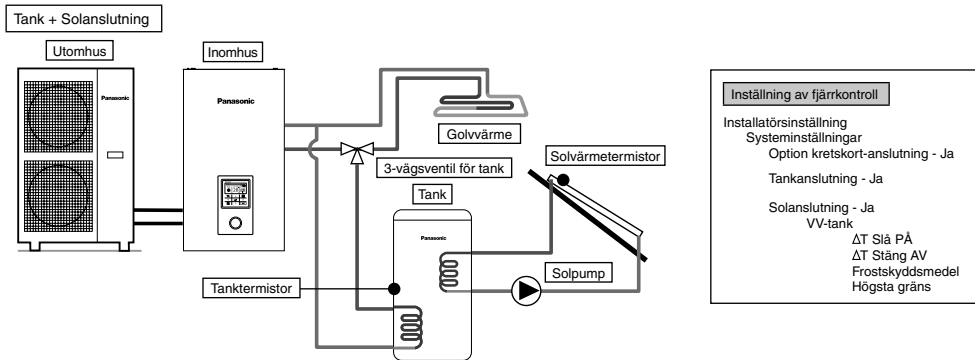 Tank + Solanslutning
Utomhus
Inomhus
Panasonic
Panasonic
Golvvärme
3-vägsventil för tank
Solvärmetermistor
Tank
Panasonic
Tanktermistor
Solpump
Inställning av fjärrkontroll
Installatörsinställning
Systeminställningar
Option kretskort-anslutning - Ja
Tankanslutning - Ja
Solanslutning - Ja
VV-tank
ΔT Slå PÅ
ΔT Stäng AV
Frostskyddsmedel
Högsta gräns